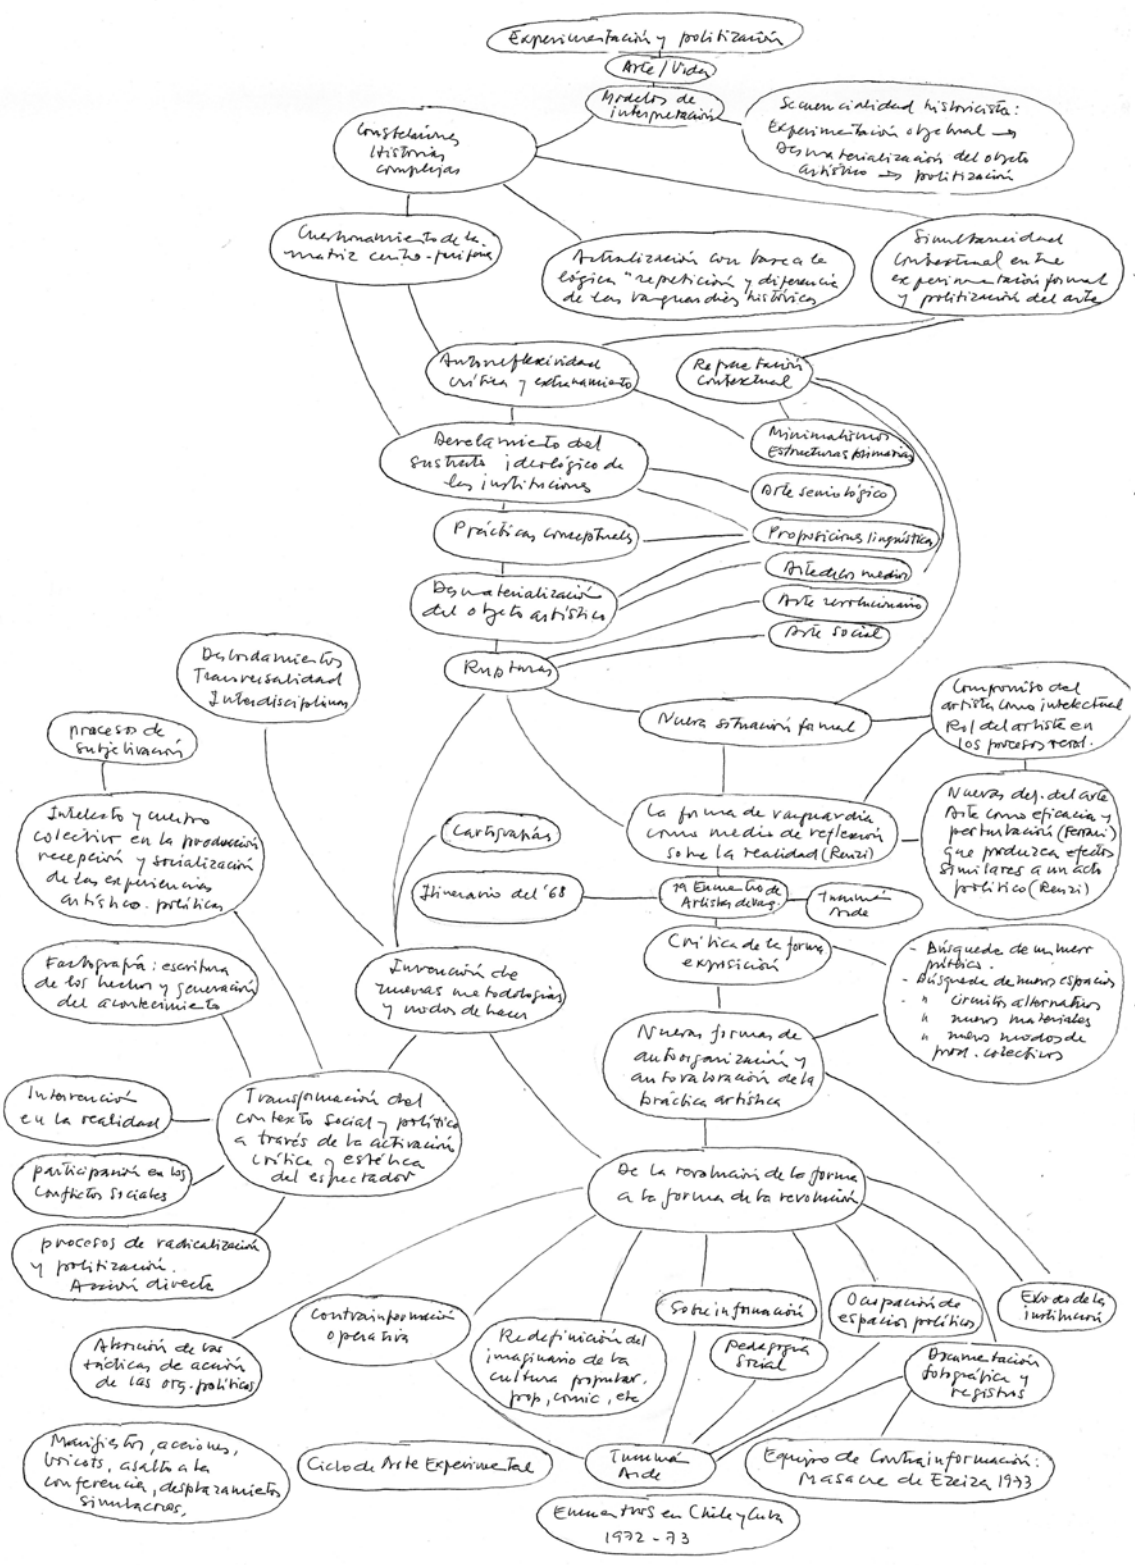 Experimentación y politización
Arte/Vida
Modelos de
interpretación
Secuencialidad historicista:
Experimentación objetual →
Desmaterialización del objeto
artístico → politización
Constelaciones
Historias
complejas
Cuestionamiento de la
matriz centro-periferia
Actualización con base a la
lógica "repetición y diferencia
de las vanguardias históricas
Simultaneidad
contextual entre
experimentación formal
y politización del arte
Autorreflexividad
crítica y extrañamiento
Refractación
contextual
Minimalismos
Estructuras primarias
Develamiento del
sustrato ideológico de
las instituciones
Arte semiológico
Prácticas conceptuales
Proposiciones lingüísticas
Arte de los medios
Desmaterialización
del objeto artístico
Arte revolucionario
Arte social
Rupturas
Desbordamientos
Transversalidad
Interdisciplinas
Nueva situación formal
Compromiso del
artista como intelectual
Rol del artista en
los procesos revol.
procesos de
subjetivación
Intelecto y cuerpo
colectivo en la producción
recepción y socialización
de las experiencias
artístico-políticas
Cartografías
La forma de vanguardia
como medio de reflexión
sobre la realidad (Renzi)
Nuevas def. del arte
Arte como eficacia y
perturbación (Ferrari)
que produzca efectos
similares a un acto
político (Renzi)
Itinerario del '68
1º Encuentro de
Artistas de vang.
Tucumán
Arde
Crítica de la forma
exposición
- Búsqueda de un nuevo
público.
- Búsqueda de nuevos espacios
- " circuitos alternativos
" nuevos materiales
" nuevos modos de
prod. colectivos
Factografía: escritura
de los hechos y generación
del acontecimiento
Invención de
nuevas metodologías
y modos de hacer
Nuevas formas de
autoorganización y
autovaloración de la
práctica artística
Intervención
en la realidad
Transformación del
contexto social y político
a través de la activación
crítica y estética
del espectador
participación en los
conflictos sociales
De la revolución de la forma
a la forma de la revolución
procesos de radicalización
y politización.
Acción directa
Contrainformación
operativa
Sobreinformación
Ocupación de
espacios políticos
Éxodo de la
institución
Redefinición del
imaginario de la
cultura popular.
pop, comic, etc
Pedagogía
social
Documentación
fotográfica y
registros
de las tácticas de acción
de las org. políticas
Manifiestos, acciones,
boicots, asalto a la
conferencia, desplazamientos
simulacros,
Ciclo de Arte Experimental
Tucumán
Arde
Equipo de Contrainformación:
Masacre de Ezeiza 1973
Encuentros en Chile y Cuba
1972-73